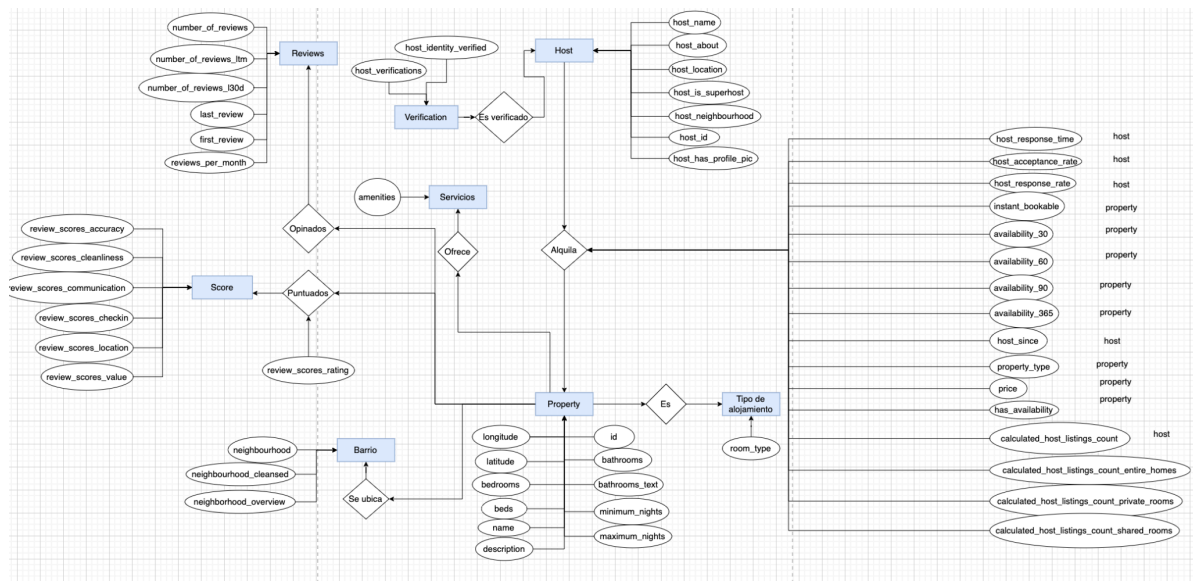 number_of_reviews
number_of_reviews_ltm
number_of_reviews_l30d
last_review
first_review
reviews_per_month
Reviews
host_identity_verified
host_verifications
Verification
Es verificado
Host
host_name
host_about
host_location
host_is_superhost
host_neighbourhood
host_id
host_has_profile_pic
amenities
Servicios
Ofrece
Opinados
Alquila
review_scores_accuracy
review_scores_cleanliness
review_scores_communication
review_scores_checkin
review_scores_location
review_scores_value
Score
Puntuados
review_scores_rating
Property
Es
Tipo de
alojamiento
room_type
neighbourhood
neighbourhood_cleansed
neighborhood_overview
Barrio
Se ubica
longitude
latitude
bedrooms
beds
name
description
id
bathrooms
bathrooms_text
minimum_nights
maximum_nights
host_response_time host
host_acceptance_rate host
host_response_rate host
instant_bookable property
availability_30 property
availability_60 property
availability_90 property
availability_365 property
host_since host
property_type property
price property
has_availability property
calculated_host_listings_count host
calculated_host_listings_count_entire_homes
calculated_host_listings_count_private_rooms
calculated_host_listings_count_shared_rooms